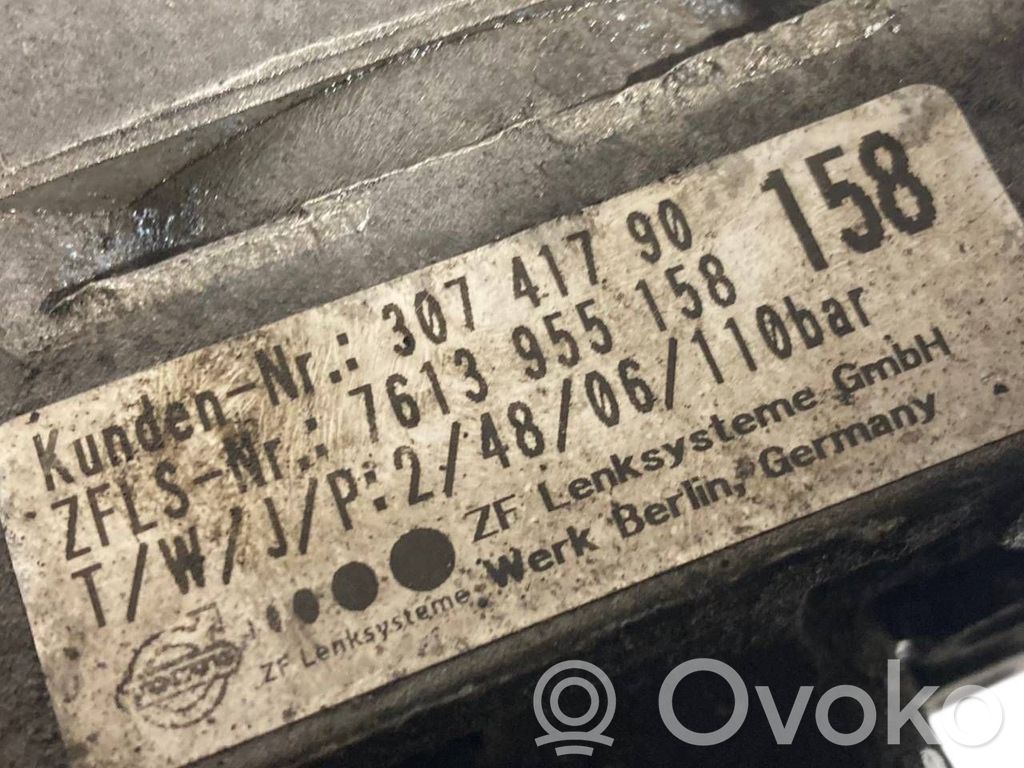 Kunden-Nr.: 307 417 90
ZFLS-Nr.: 7613 955 158
158
T/W/J/P:2/48/06/110bar
ZF Lenksysteme GmbH
Werk Berlin, Germany
ZF Lenksysteme
VOLVO
Ovoko